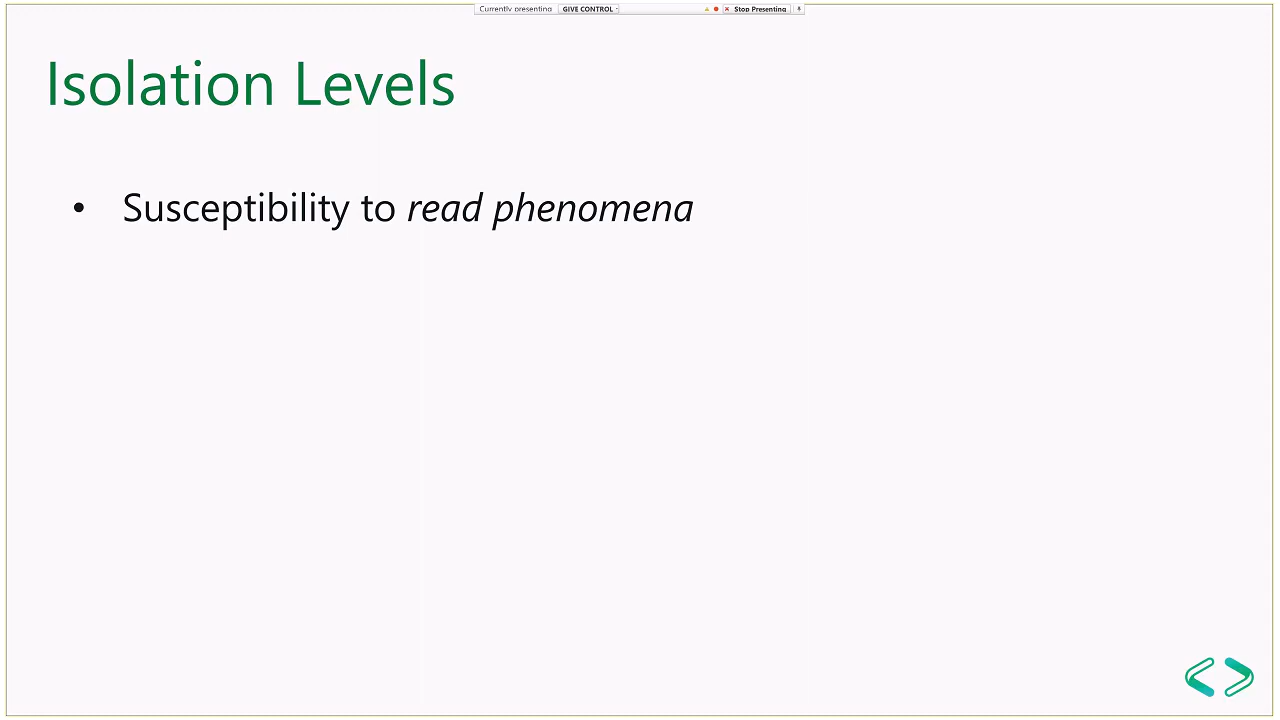 Currently presenting GIVE CONTROL Stop Presenting
Isolation Levels
• Susceptibility to read phenomena